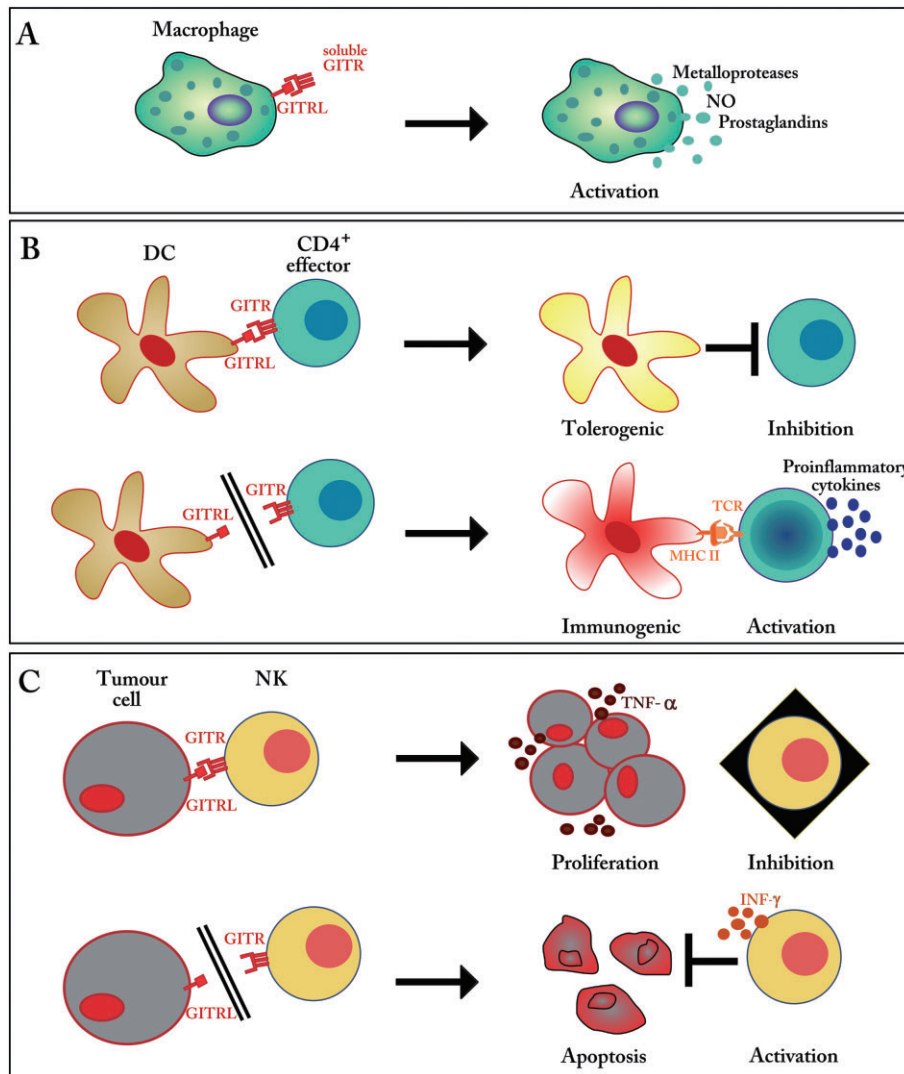 A
Macrophage
soluble
GITR
GITRL
Metalloproteases
NO
Prostaglandins
Activation
B
DC
CD4+
effector
GITR
GITRL
Tolerogenic
Inhibition
GITRL
GITR
Proinflammatory
cytokines
TCR
MHC II
Immunogenic
Activation
C
Tumour
cell
NK
GITR
GITRL
TNF- α
Proliferation
Inhibition
GITR
GITRL
INF-γ
Apoptosis
Activation